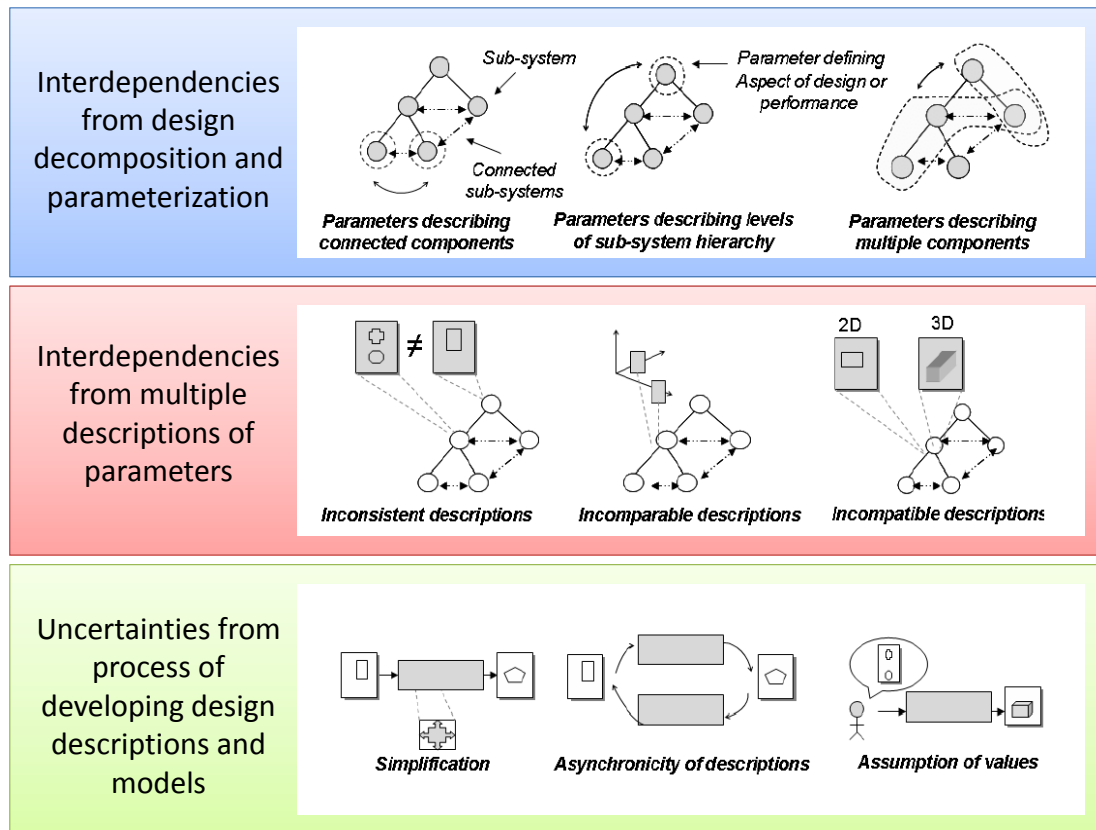 Interdependencies
from design
decomposition and
parameterization
Sub-system
Connected
sub-systems
Parameters describing
connected components
Parameter defining
Aspect of design or
performance
Parameters describing levels
of sub-system hierarchy
Parameters describing
multiple components
Interdependencies
from multiple
descriptions of
parameters
≠
Inconsistent descriptions
Incomparable descriptions
2D
3D
Incompatible descriptions
Uncertainties from
process of
developing design
descriptions and
models
Simplification
Asynchronicity of descriptions
Assumption of values